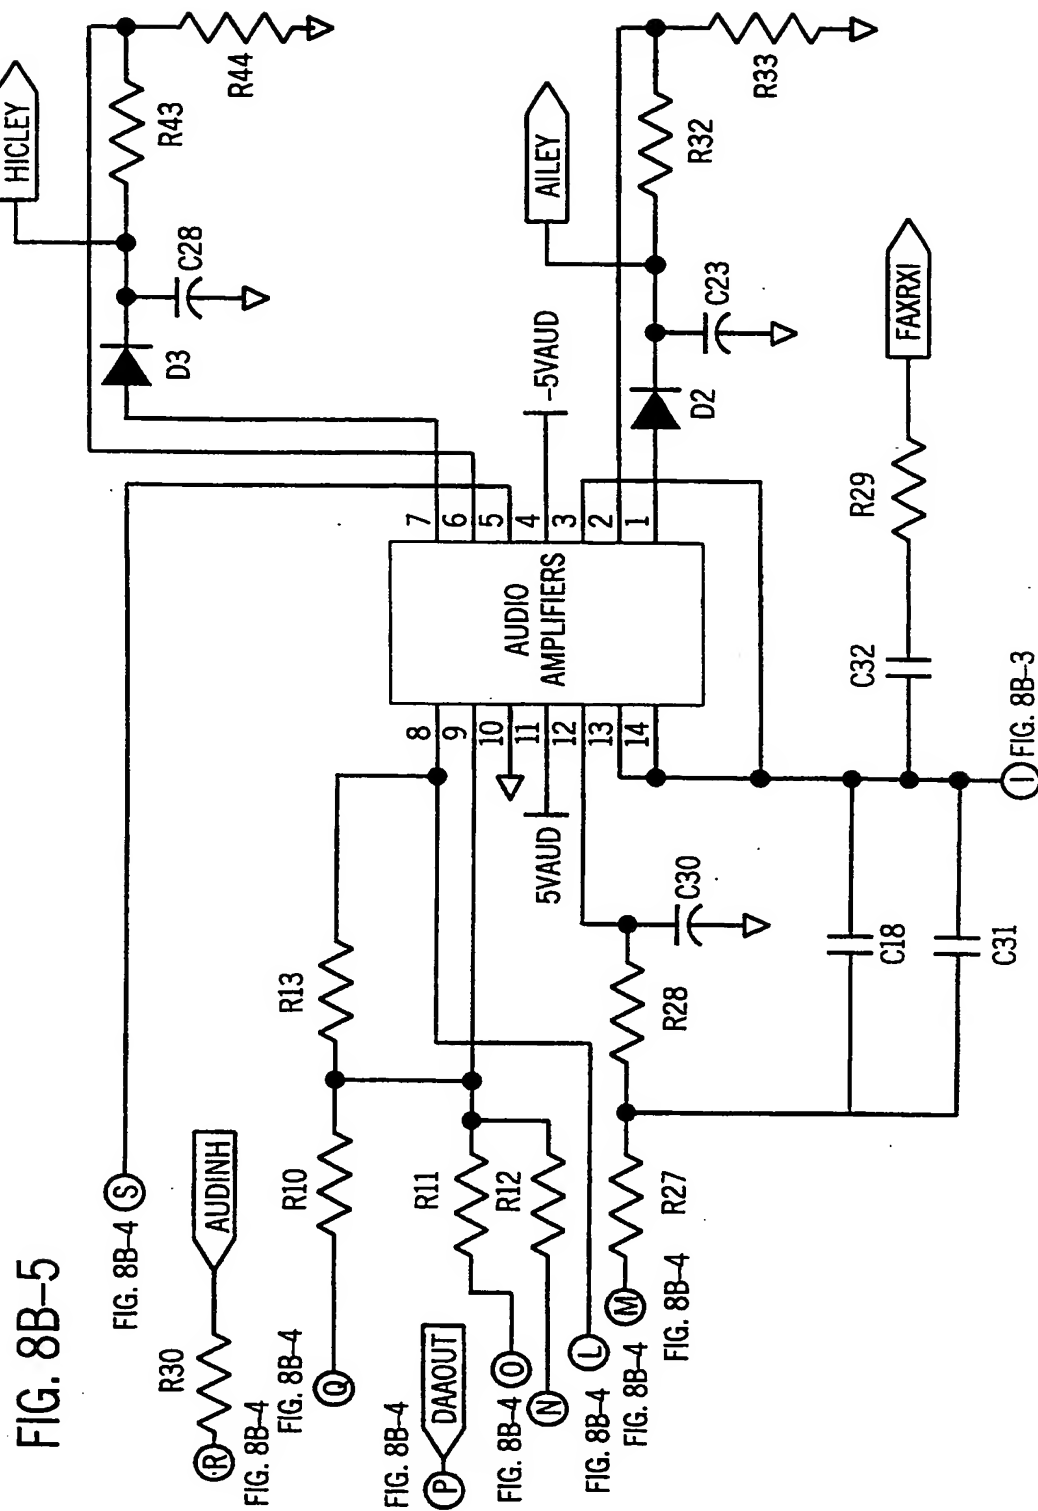 FIG. 8B-5
HICLEY
R44
R43
C28
D3
AILEY
R33
R32
C23
D2
-5VAUD
FAXRXI
R29
C32
7
6
5
4
3
2
1
AUDIO
AMPLIFIERS
8
9
10
11
12
13
14
5VAUD
C30
R28
C18
C31
I FIG. 8B-3
R13
R10
R11
R12
R27
FIG. 8B-4 S
AUDINH
R30
R
FIG. 8B-4
FIG. 8B-4
Q
FIG. 8B-4
P
DAAOUT
FIG. 8B-4 O
N
FIG. 8B-4
L
FIG. 8B-4
M
FIG. 8B-4